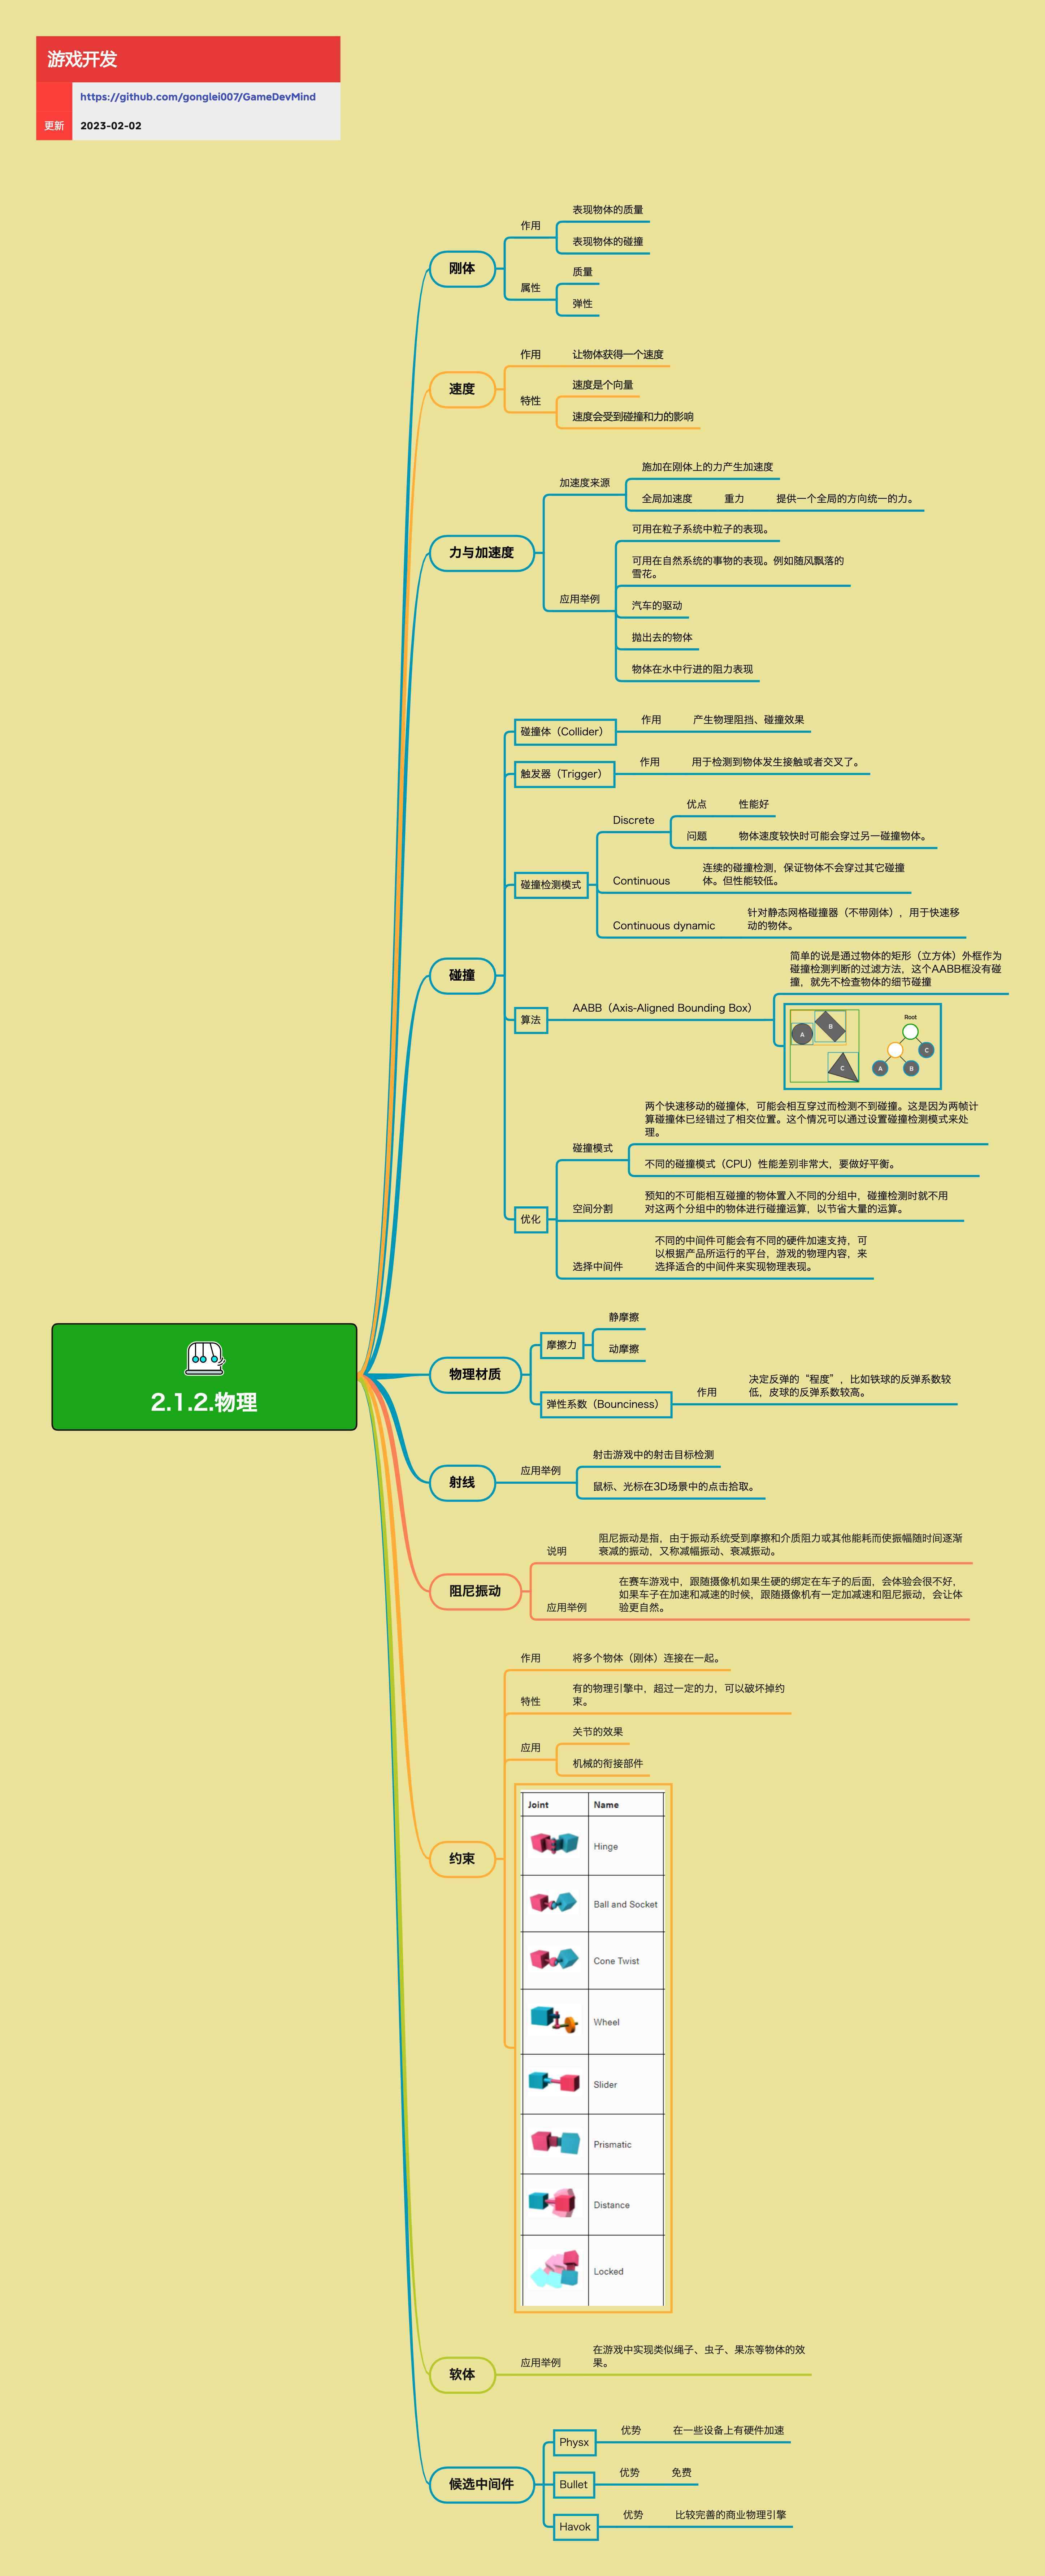 游戏开发
https://github.com/gonglei007/GameDevMind
更新
2023-02-02
2.1.2.物理
刚体
作用
表现物体的质量
表现物体的碰撞
属性
质量
弹性
速度
作用
让物体获得一个速度
特性
速度是个向量
速度会受到碰撞和力的影响
力与加速度
加速度来源
施加在刚体上的力产生加速度
全局加速度
重力
提供一个全局的方向统一的力。
应用举例
可用在粒子系统中粒子的表现。
可用在自然系统的事物的表现。例如随风飘落的
雪花。
汽车的驱动
抛出去的物体
物体在水中行进的阻力表现
碰撞
碰撞体（Collider）
作用
产生物理阻挡、碰撞效果
触发器（Trigger）
作用
用于检测到物体发生接触或者交叉了。
碰撞检测模式
Discrete
优点
性能好
问题
物体速度较快时可能会穿过另一碰撞物体。
Continuous
连续的碰撞检测，保证物体不会穿过其它碰撞
体。但性能较低。
Continuous dynamic
针对静态网格碰撞器（不带刚体），用于快速移
动的物体。
算法
AABB（Axis-Aligned Bounding Box）
简单的说是通过物体的矩形（立方体）外框作为
碰撞检测判断的过滤方法，这个AABB框没有碰
撞，就先不检查物体的细节碰撞
A
B
C
Root
C
A
B
优化
碰撞模式
两个快速移动的碰撞体，可能会相互穿过而检测不到碰撞。这是因为两帧计
算碰撞体已经错过了相交位置。这个情况可以通过设置碰撞检测模式来处
理。
不同的碰撞模式（CPU）性能差别非常大，要做好平衡。
空间分割
预知的不可能相互碰撞的物体置入不同的分组中，碰撞检测时就不用
对这两个分组中的物体进行碰撞运算，以节省大量的运算。
选择中间件
不同的中间件可能会有不同的硬件加速支持，可
以根据产品所运行的平台，游戏的物理内容，来
选择适合的中间件来实现物理表现。
物理材质
摩擦力
静摩擦
动摩擦
弹性系数（Bounciness）
作用
决定反弹的“程度”，比如铁球的反弹系数较
低，皮球的反弹系数较高。
射线
应用举例
射击游戏中的射击目标检测
鼠标、光标在3D场景中的点击拾取。
阻尼振动
说明
阻尼振动是指，由于振动系统受到摩擦和介质阻力或其他能耗而使振幅随时间逐渐
衰减的振动，又称减幅振动、衰减振动。
应用举例
在赛车游戏中，跟随摄像机如果生硬的绑定在车子的后面，会体验会很不好，
如果车子在加速和减速的时候，跟随摄像机有一定加减速和阻尼振动，会让体
验更自然。
约束
作用
将多个物体（刚体）连接在一起。
特性
有的物理引擎中，超过一定的力，可以破坏掉约
束。
应用
关节的效果
机械的衔接部件
Joint
Name
Hinge
Ball and Socket
Cone Twist
Wheel
Slider
Prismatic
Distance
Locked
软体
应用举例
在游戏中实现类似绳子、虫子、果冻等物体的效
果。
候选中间件
Physx
优势
在一些设备上有硬件加速
Bullet
优势
免费
Havok
优势
比较完善的商业物理引擎